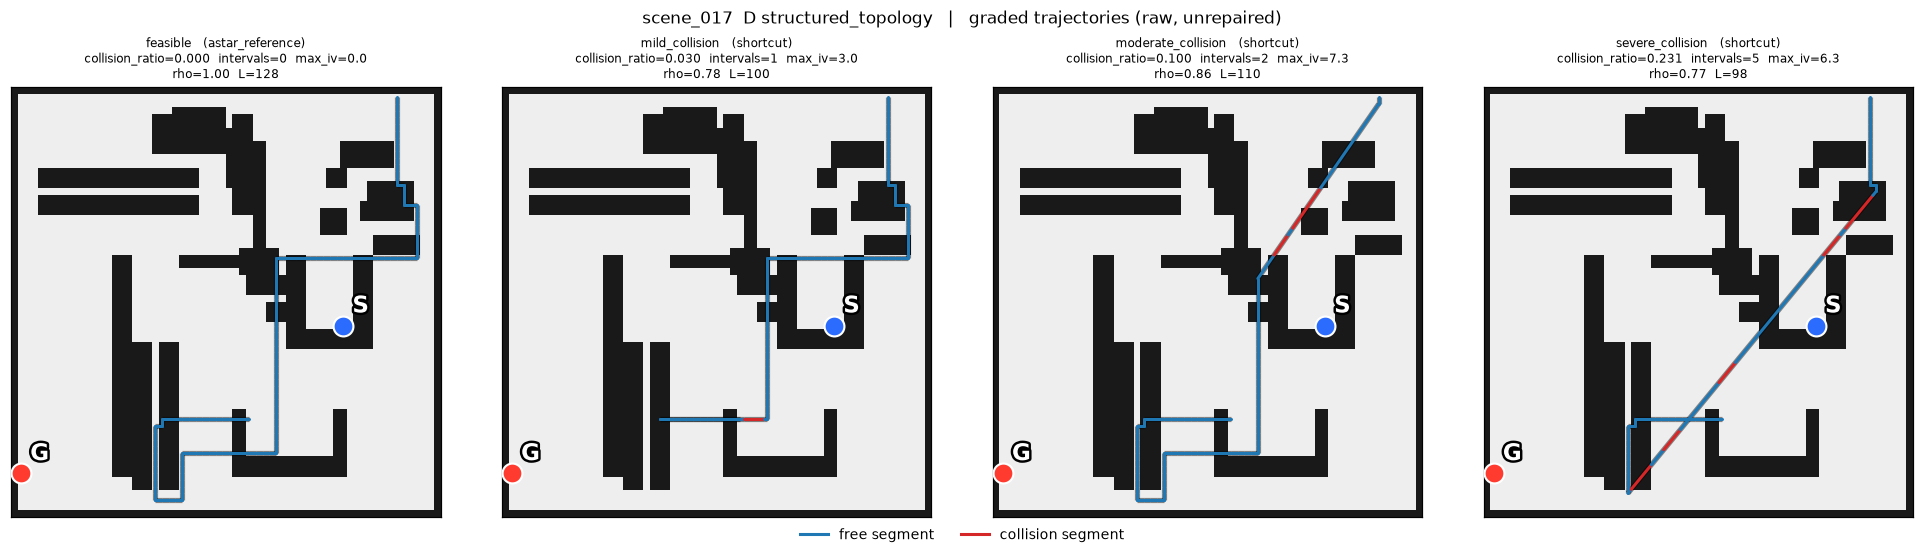 scene_017  D structured_topology   |   graded trajectories (raw, unrepaired)
feasible   (astar_reference)
collision_ratio=0.000  intervals=0  max_iv=0.0
rho=1.00  L=128
mild_collision   (shortcut)
collision_ratio=0.030  intervals=1  max_iv=3.0
rho=0.78  L=100
moderate_collision   (shortcut)
collision_ratio=0.100  intervals=2  max_iv=7.3
rho=0.86  L=110
severe_collision   (shortcut)
collision_ratio=0.231  intervals=5  max_iv=6.3
rho=0.77  L=98
S
G
S
G
S
G
S
G
free segment
collision segment